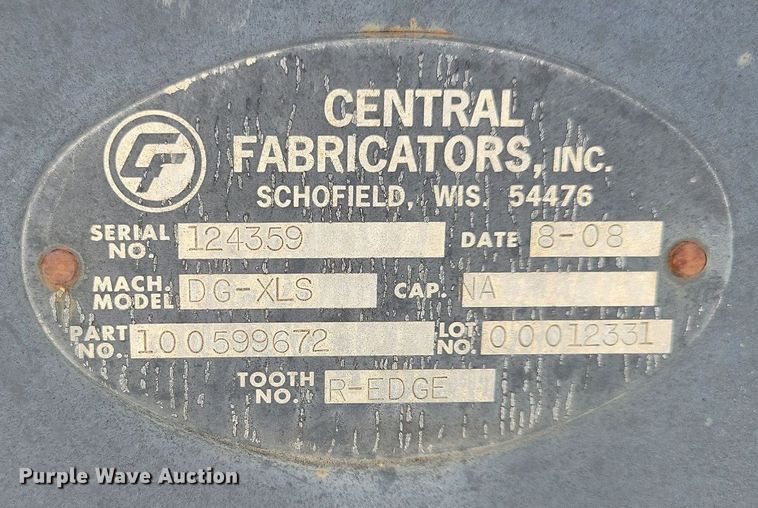 CENTRAL
FABRICATORS, INC.
SCHOFIELD, WIS. 54476
SERIAL NO. 124359 DATE 8-08
MACH. MODEL DG-XLS CAP. NA
PART NO. 100599672 LOT NO. 00012331
TOOTH NO. R-EDGE
Purple Wave Auction